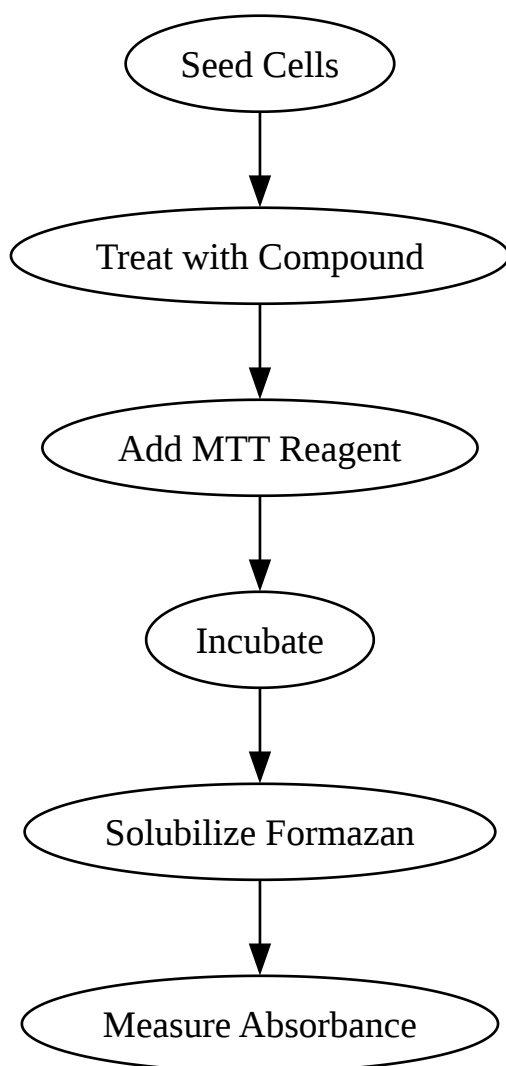 Seed Cells
Treat with Compound
Add MTT Reagent
Incubate
Solubilize Formazan
Measure Absorbance